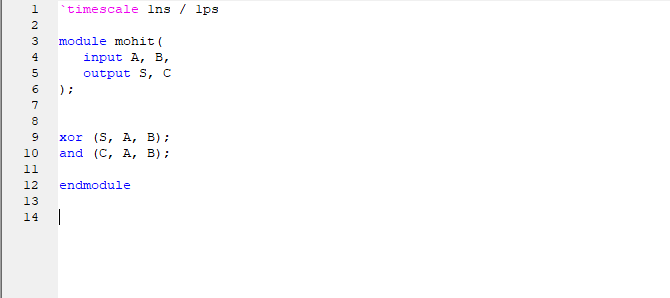 1 `timescale 1ns / 1ps
2
3 module mohit(
4 input A, B,
5 output S, C
6 );
7
8
9 xor (S, A, B);
10 and (C, A, B);
11
12 endmodule
13
14